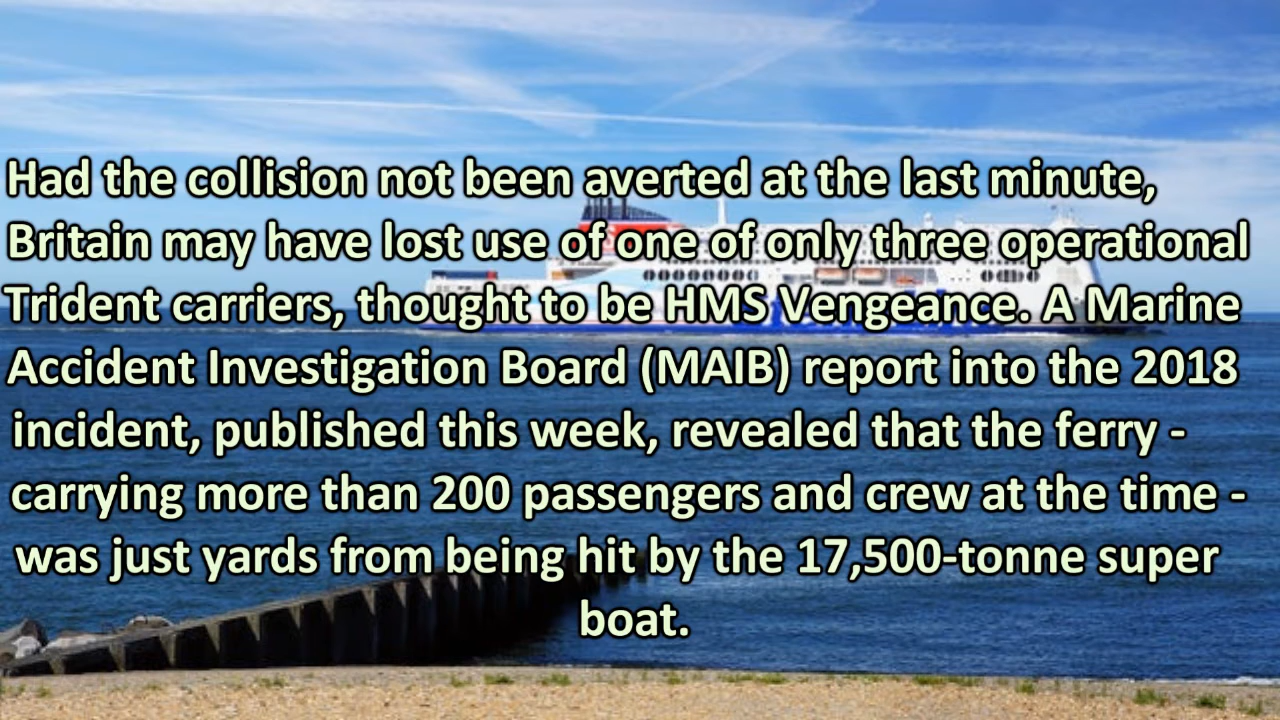 Had the collision not been averted at the last minute,
Britain may have lost use of one of only three operational
Trident carriers, thought to be HMS Vengeance. A Marine
Accident Investigation Board (MAIB) report into the 2018
incident, published this week, revealed that the ferry -
carrying more than 200 passengers and crew at the time -
was just yards from being hit by the 17,500-tonne super
boat.